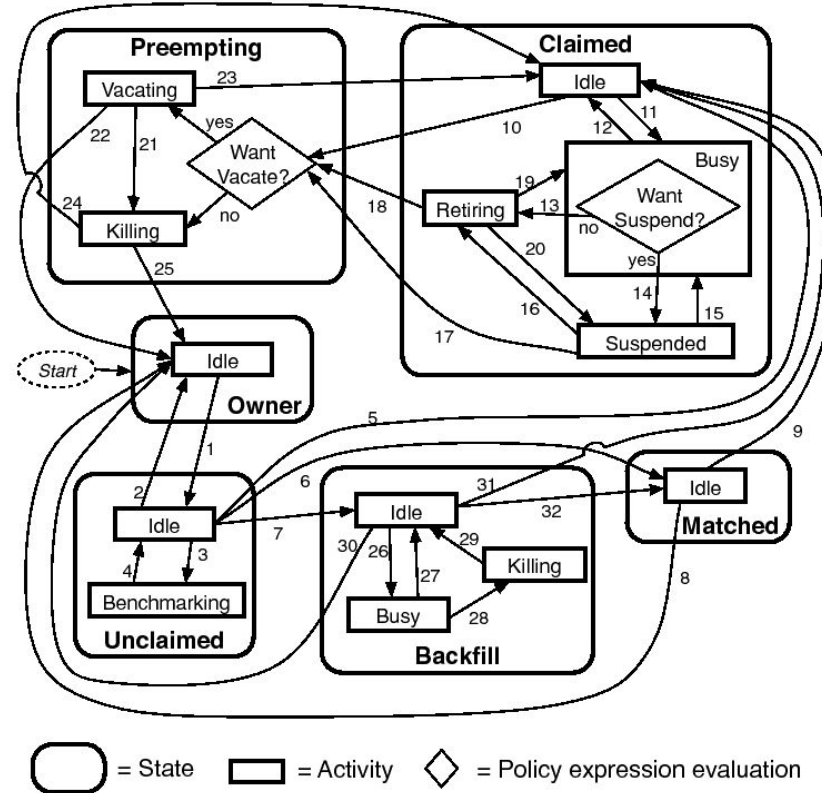 Preempting
Claimed
Vacating
23
Idle
22
21
yes
Want
Vacate?
10
12
11
Busy
Want
Suspend?
no
24
Killing
no
18
Retiring
19
13
yes
25
20
16
14
15
17
Suspended
Start
Idle
Owner
1
2
5
6
9
7
Idle
3
4
Benchmarking
Unclaimed
31
Idle
32
30
26
27
29
Killing
28
Busy
Backfill
Idle
Matched
8
= State
= Activity
= Policy expression evaluation